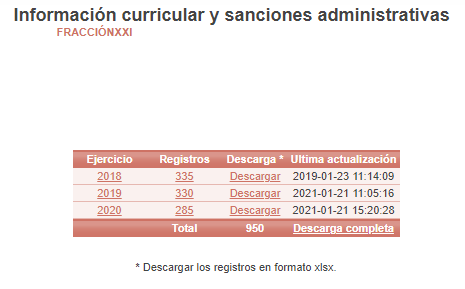 Información curricular y sanciones administrativas
FRACCIÓNXXI
Ejercicio Registros Descarga * Ultima actualización
2018 335 Descargar 2019-01-23 11:14:09
2019 330 Descargar 2021-01-21 11:05:16
2020 285 Descargar 2021-01-21 15:20:28
Total 950 Descarga completa
* Descargar los registros en formato xlsx.